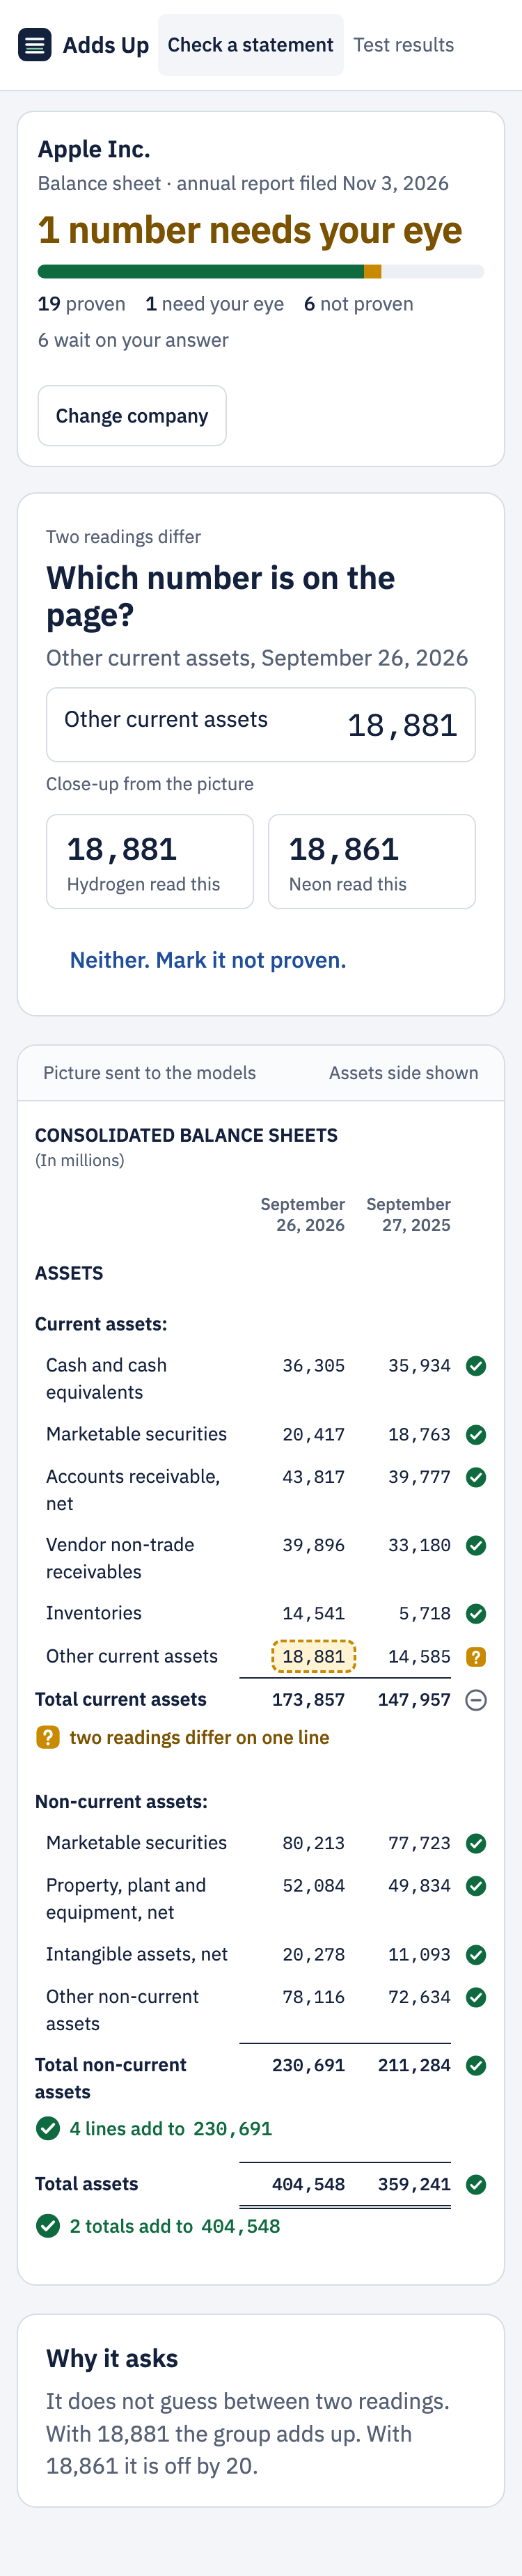 Adds Up
Check a statement
Test results
Apple Inc.
Balance sheet · annual report filed Nov 3, 2026
1 number needs your eye
19 proven 1 need your eye 6 not proven
6 wait on your answer
Change company
Two readings differ
Which number is on the
page?
Other current assets, September 26, 2026
Other current assets 18,881
Close-up from the picture
18,881 18,861
Hydrogen read this Neon read this
Neither. Mark it not proven.
Picture sent to the models Assets side shown
CONSOLIDATED BALANCE SHEETS
(In millions)
September September
26, 2026 27, 2025
ASSETS
Current assets:
Cash and cash 36,305 35,934
equivalents
Marketable securities 20,417 18,763
Accounts receivable, 43,817 39,777
net
Vendor non-trade 39,896 33,180
receivables
Inventories 14,541 5,718
Other current assets 18,881 14,585 ?
Total current assets 173,857 147,957
? two readings differ on one line
Non-current assets:
Marketable securities 80,213 77,723
Property, plant and 52,084 49,834
equipment, net
Intangible assets, net 20,278 11,093
Other non-current 78,116 72,634
assets
Total non-current 230,691 211,284
assets
4 lines add to 230,691
Total assets 404,548 359,241
2 totals add to 404,548
Why it asks
It does not guess between two readings.
With 18,881 the group adds up. With
18,861 it is off by 20.